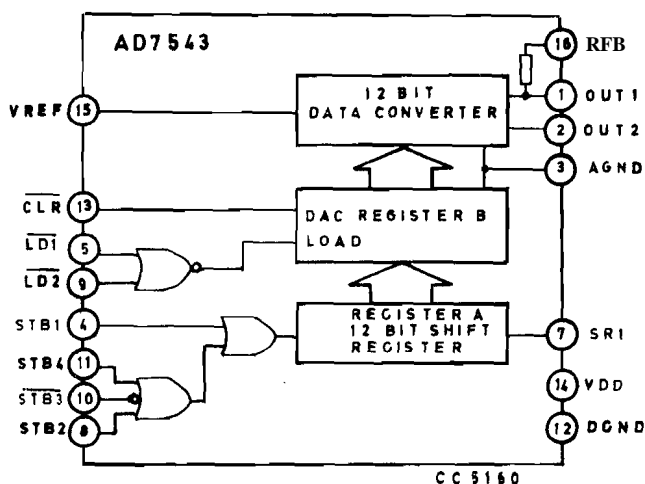 AD7543
16 RFB
12 BIT
DATA CONVERTER
1 OUT1
VREF 15
2 OUT2
3 AGND
CLR 13
DAC REGISTER B
LOAD
LD1 5
LD2 9
STB1 4
REGISTER A
12 BIT SHIFT
REGISTER
7 SRI
STB4 11
STB3 10
14 VDD
STB2 8
12 DGND
CC5160